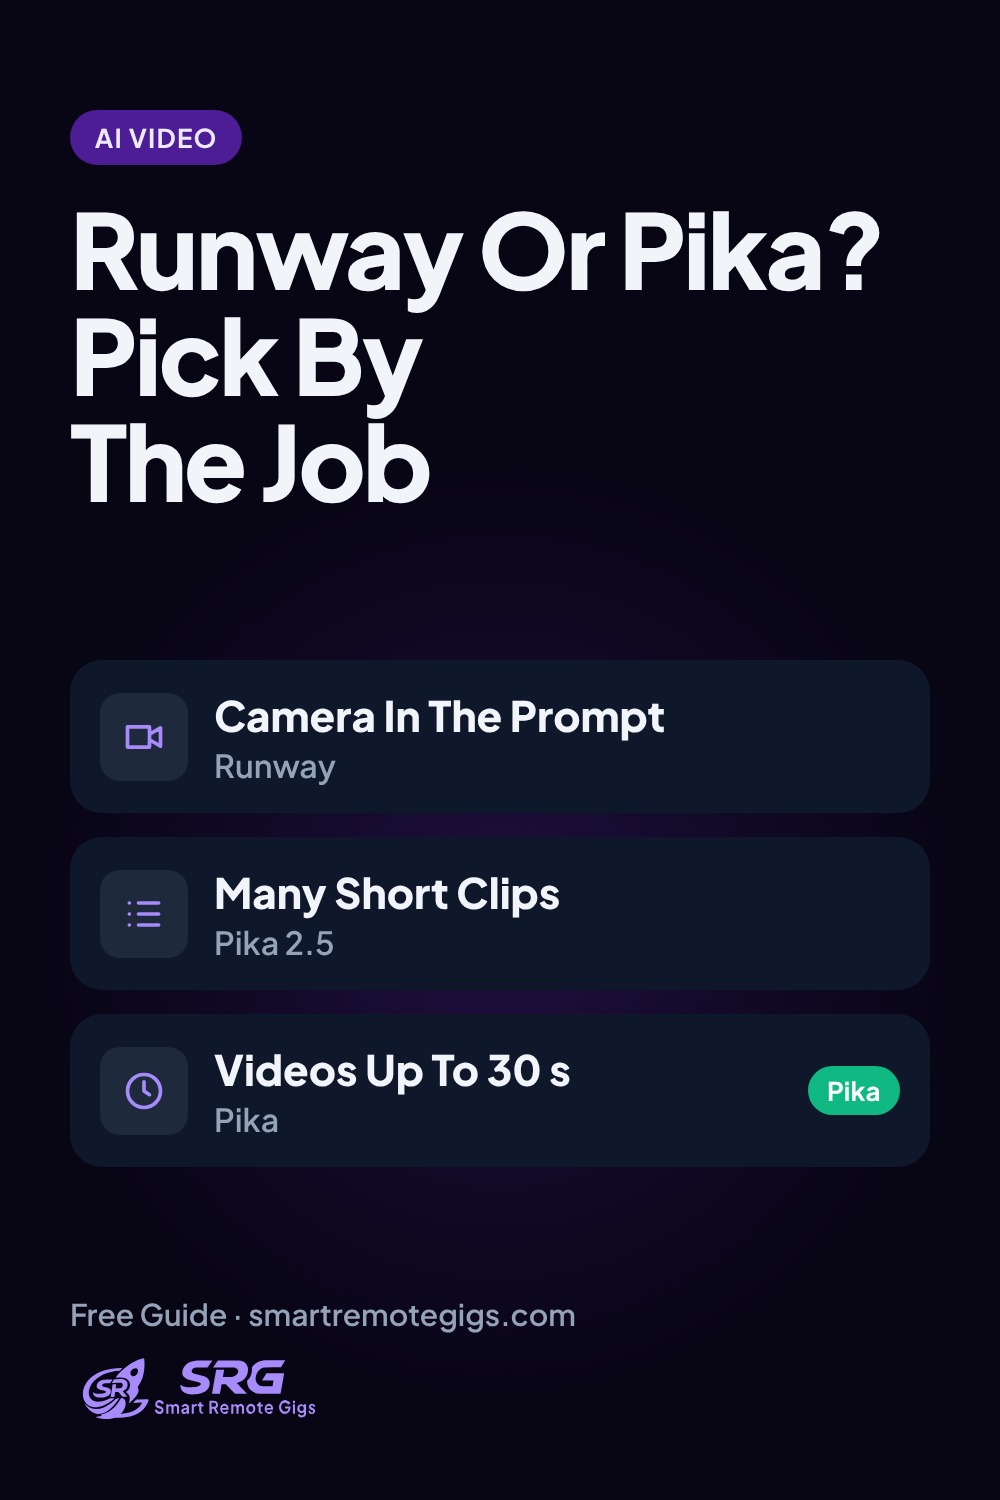 AI VIDEO
Runway Or Pika?
Pick By
The Job
Camera In The Prompt
Runway
Many Short Clips
Pika 2.5
Videos Up To 30 s
Pika
Pika
Free Guide · smartremotegigs.com
SR
SRG
Smart Remote Gigs